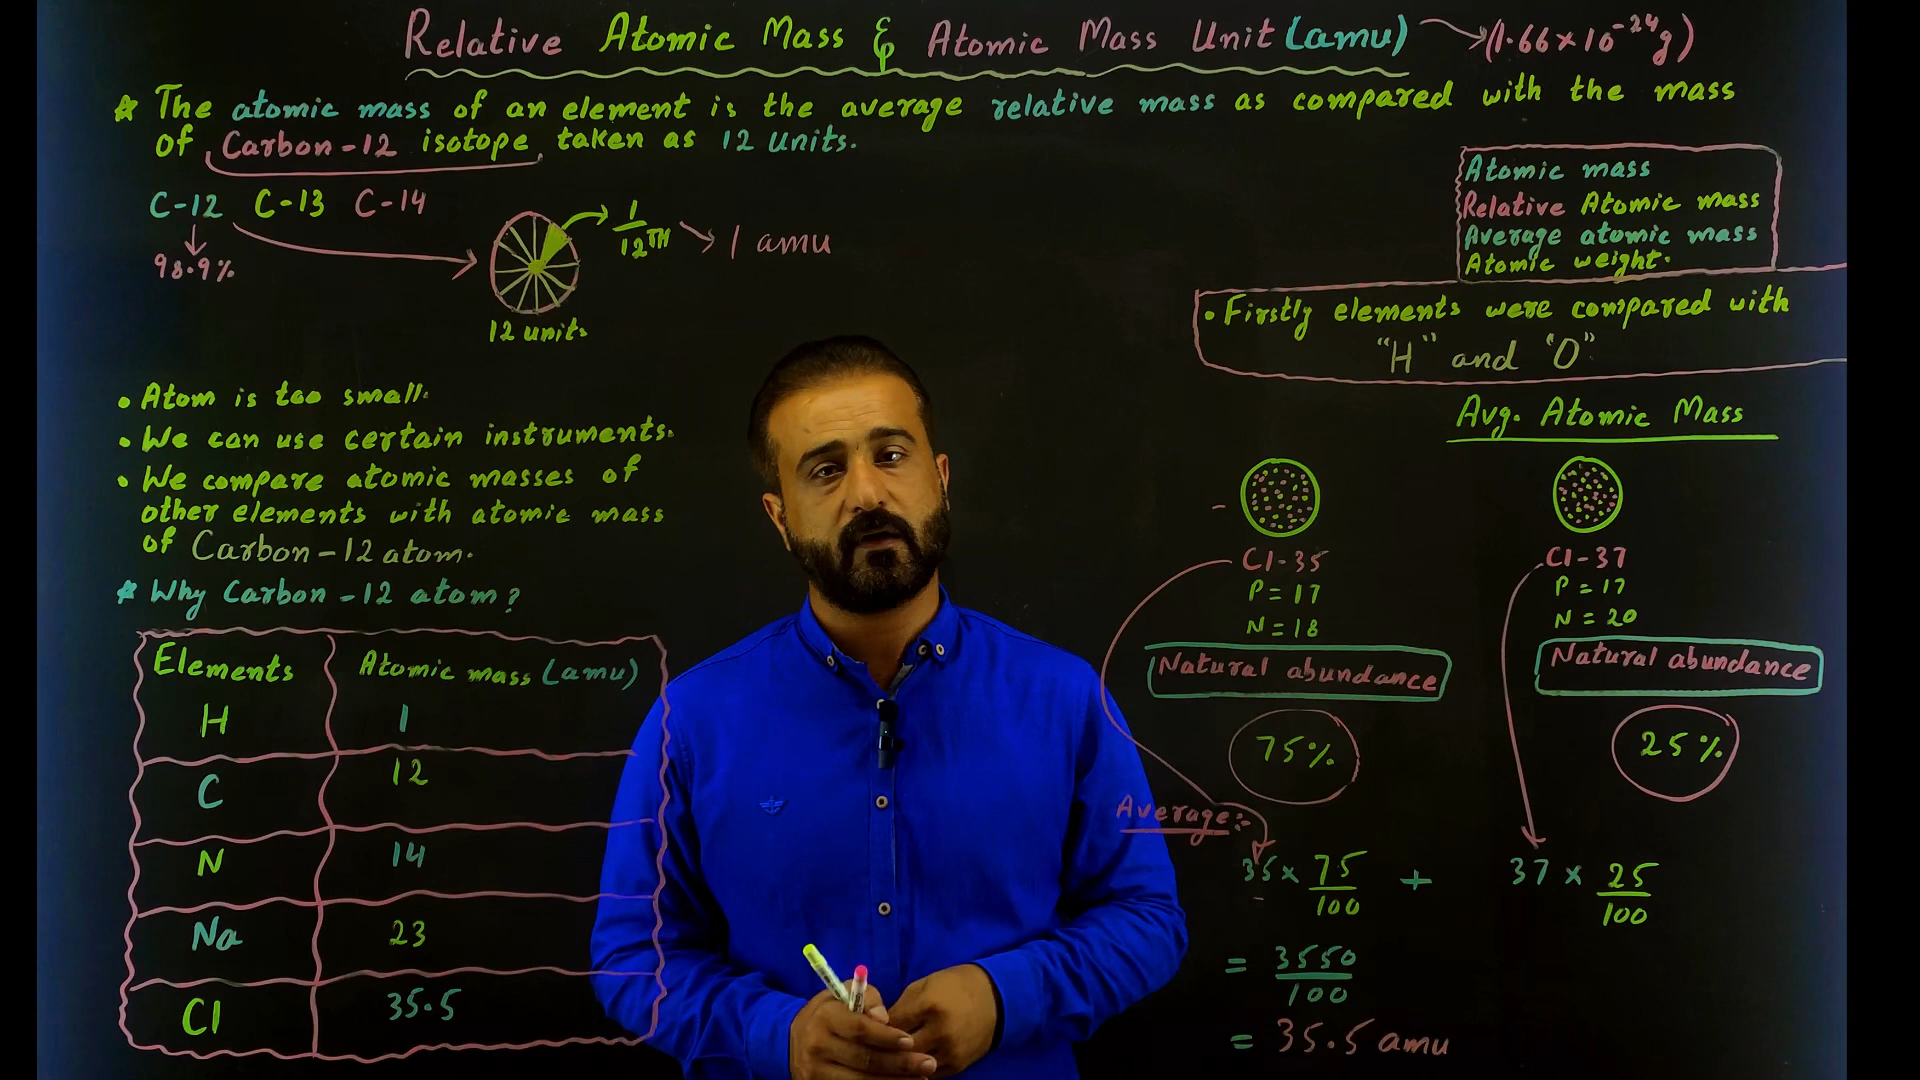 Relative Atomic Mass & Atomic Mass Unit (amu) → (1.66×10⁻²⁴g)
* The atomic mass of an element is the average relative mass as compared with the mass
of Carbon-12 isotope taken as 12 units.
C-12 C-13 C-14
98.9%
1/12TH → 1 amu
12 units
Atomic mass
Relative Atomic mass
Average atomic mass
Atomic weight.
• Firstly elements were compared with
"H" and "O"
• Atom is too small.
• We can use certain instruments.
• We compare atomic masses of
other elements with atomic mass
of Carbon-12 atom.
* Why Carbon-12 atom?
Elements Atomic mass (amu)
H 1
C 12
N 14
Na 23
Cl 35.5
Avg. Atomic Mass
Cl-35
P=17
N=18
Natural abundance
75%
Cl-37
P=17
N=20
Natural abundance
25%
Average:-
35 × 75/100 + 37 × 25/100
= 3550/100
= 35.5 amu